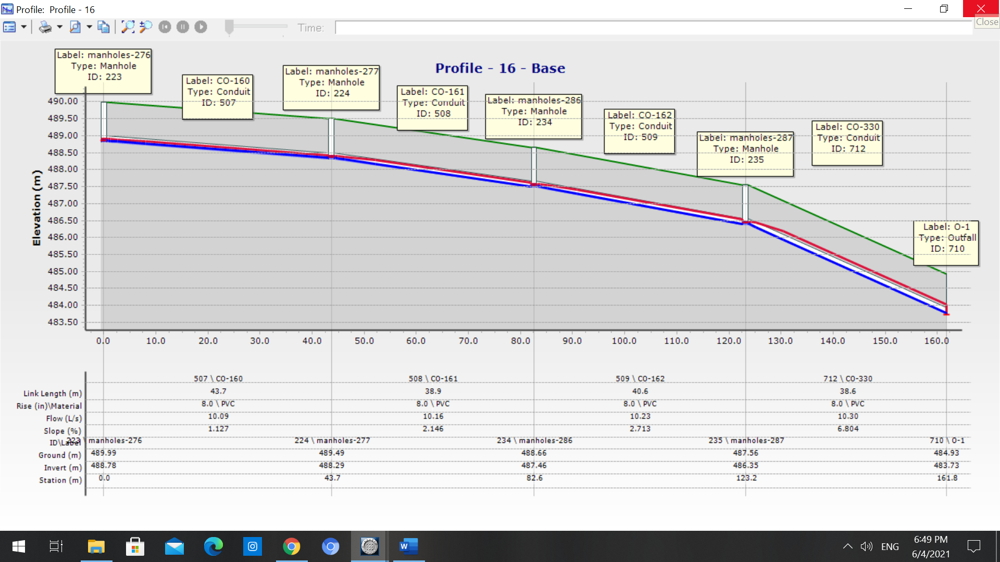 Profile: Profile - 16
Time:
Close
Profile - 16 - Base
Label: manholes-276
Type: Manhole
ID: 223
Label: CO-160
Type: Conduit
ID: 507
Label: manholes-277
Type: Manhole
ID: 224
Label: CO-161
Type: Conduit
ID: 508
Label: manholes-286
Type: Manhole
ID: 234
Label: CO-162
Type: Conduit
ID: 509
Label: manholes-287
Type: Manhole
ID: 235
Label: CO-330
Type: Conduit
ID: 712
Label: O-1
Type: Outfall
ID: 710
Elevation (m)
490.00
489.50
489.00
488.50
488.00
487.50
487.00
486.50
486.00
485.50
485.00
484.50
484.00
483.50
0.0 10.0 20.0 30.0 40.0 50.0 60.0 70.0 80.0 90.0 100.0 110.0 120.0 130.0 140.0 150.0 160.0
507 \ CO-160 508 \ CO-161 509 \ CO-162 712 \ CO-330
Link Length (m) 43.7 38.9 40.6 38.6
Rise (in)\Material 8.0 \ PVC 8.0 \ PVC 8.0 \ PVC 8.0 \ PVC
Flow (L/s) 10.09 10.16 10.23 10.30
Slope (%) 1.127 2.146 2.713 6.804
ID\Label 223 \ manholes-276 224 \ manholes-277 234 \ manholes-286 235 \ manholes-287 710 \ O-1
Ground (m) 489.99 489.49 488.66 487.56 484.93
Invert (m) 488.78 488.29 487.46 486.35 483.73
Station (m) 0.0 43.7 82.6 123.2 161.8
W
ENG
6:49 PM
6/4/2021